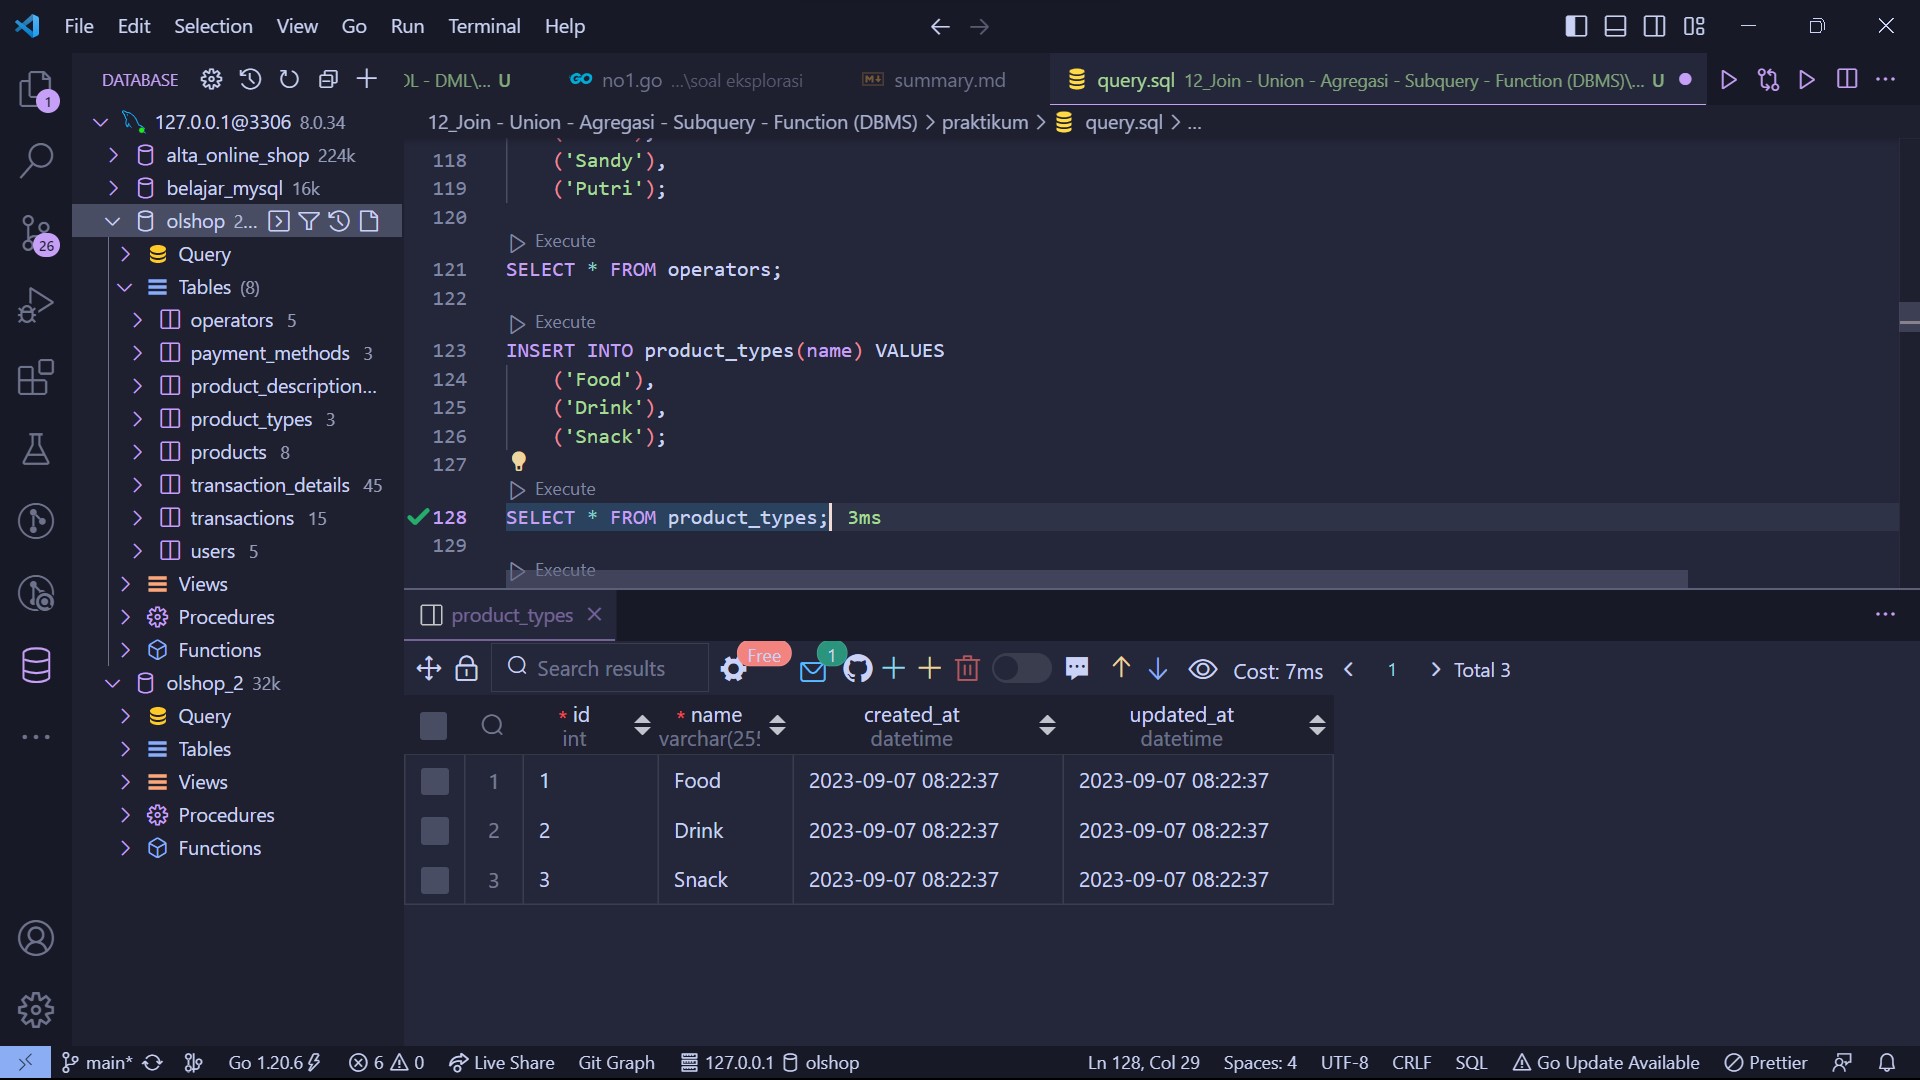 File Edit Selection View Go Run Terminal Help
DATABASE
DL - DML\... U
no1.go ...\soal eksplorasi
summary.md
query.sql 12_Join - Union - Agregasi - Subquery - Function (DBMS)\... U
12_Join - Union - Agregasi - Subquery - Function (DBMS) > praktikum > query.sql > ...
1
26
127.0.0.1@3306 8.0.34
alta_online_shop 224k
belajar_mysql 16k
olshop 2...
Query
Tables (8)
operators 5
payment_methods 3
product_description...
product_types 3
products 8
transaction_details 45
transactions 15
users 5
Views
Procedures
Functions
olshop_2 32k
Query
Tables
Views
Procedures
Functions
118 ('Sandy'),
119 ('Putri');
120
Execute
121 SELECT * FROM operators;
122
Execute
123 INSERT INTO product_types(name) VALUES
124 ('Food'),
125 ('Drink'),
126 ('Snack');
127
Execute
128 SELECT * FROM product_types; 3ms
129
Execute
product_types
Search results
Free
1
Cost: 7ms
1
Total 3
* id * name created_at updated_at
int varchar(255 datetime datetime
1 1 Food 2023-09-07 08:22:37 2023-09-07 08:22:37
2 2 Drink 2023-09-07 08:22:37 2023-09-07 08:22:37
3 3 Snack 2023-09-07 08:22:37 2023-09-07 08:22:37
main* Go 1.20.6 6 0 Live Share Git Graph 127.0.0.1 olshop Ln 128, Col 29 Spaces: 4 UTF-8 CRLF SQL Go Update Available Prettier